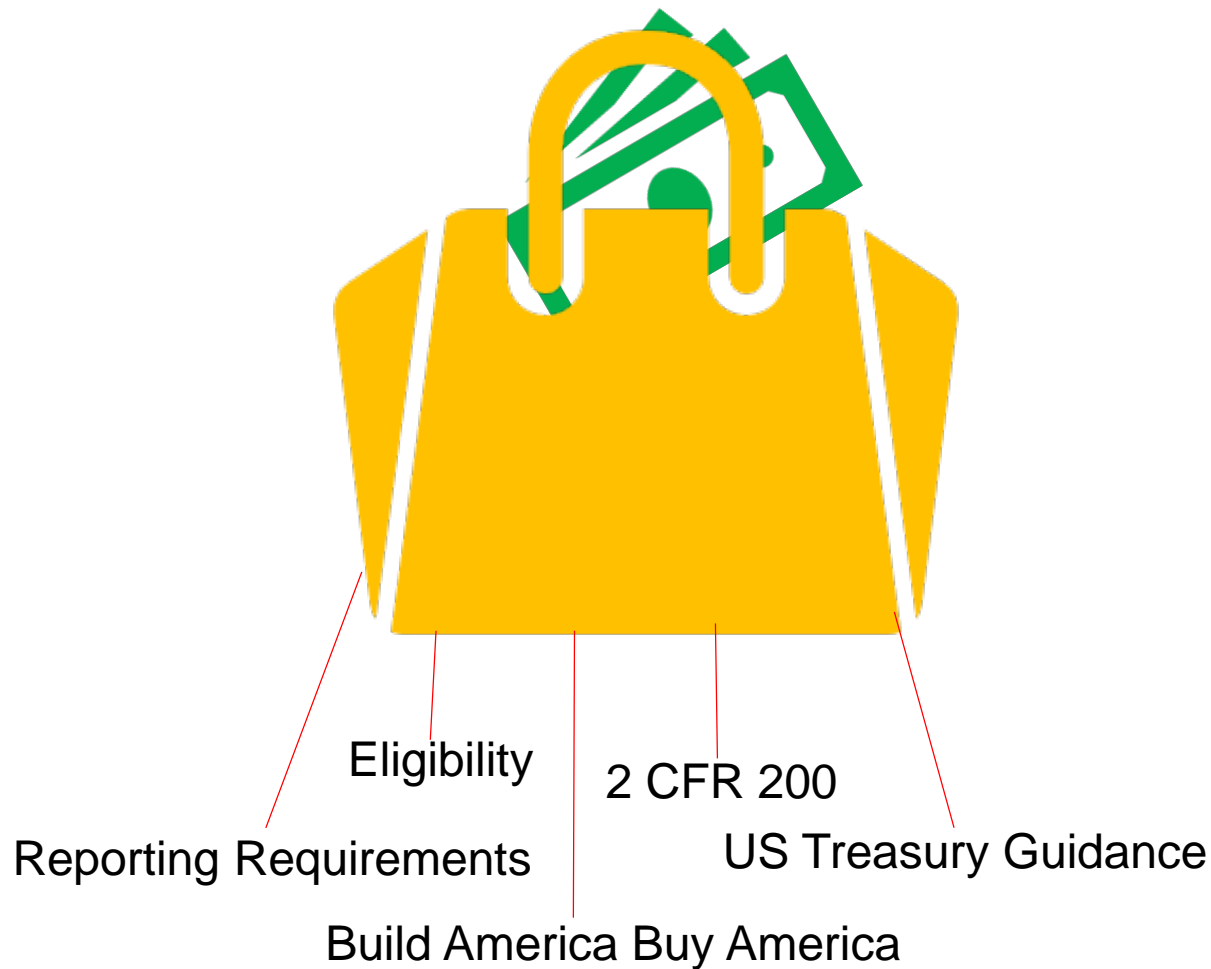 Eligibility
2 CFR 200
Reporting Requirements
US Treasury Guidance
Build America Buy America